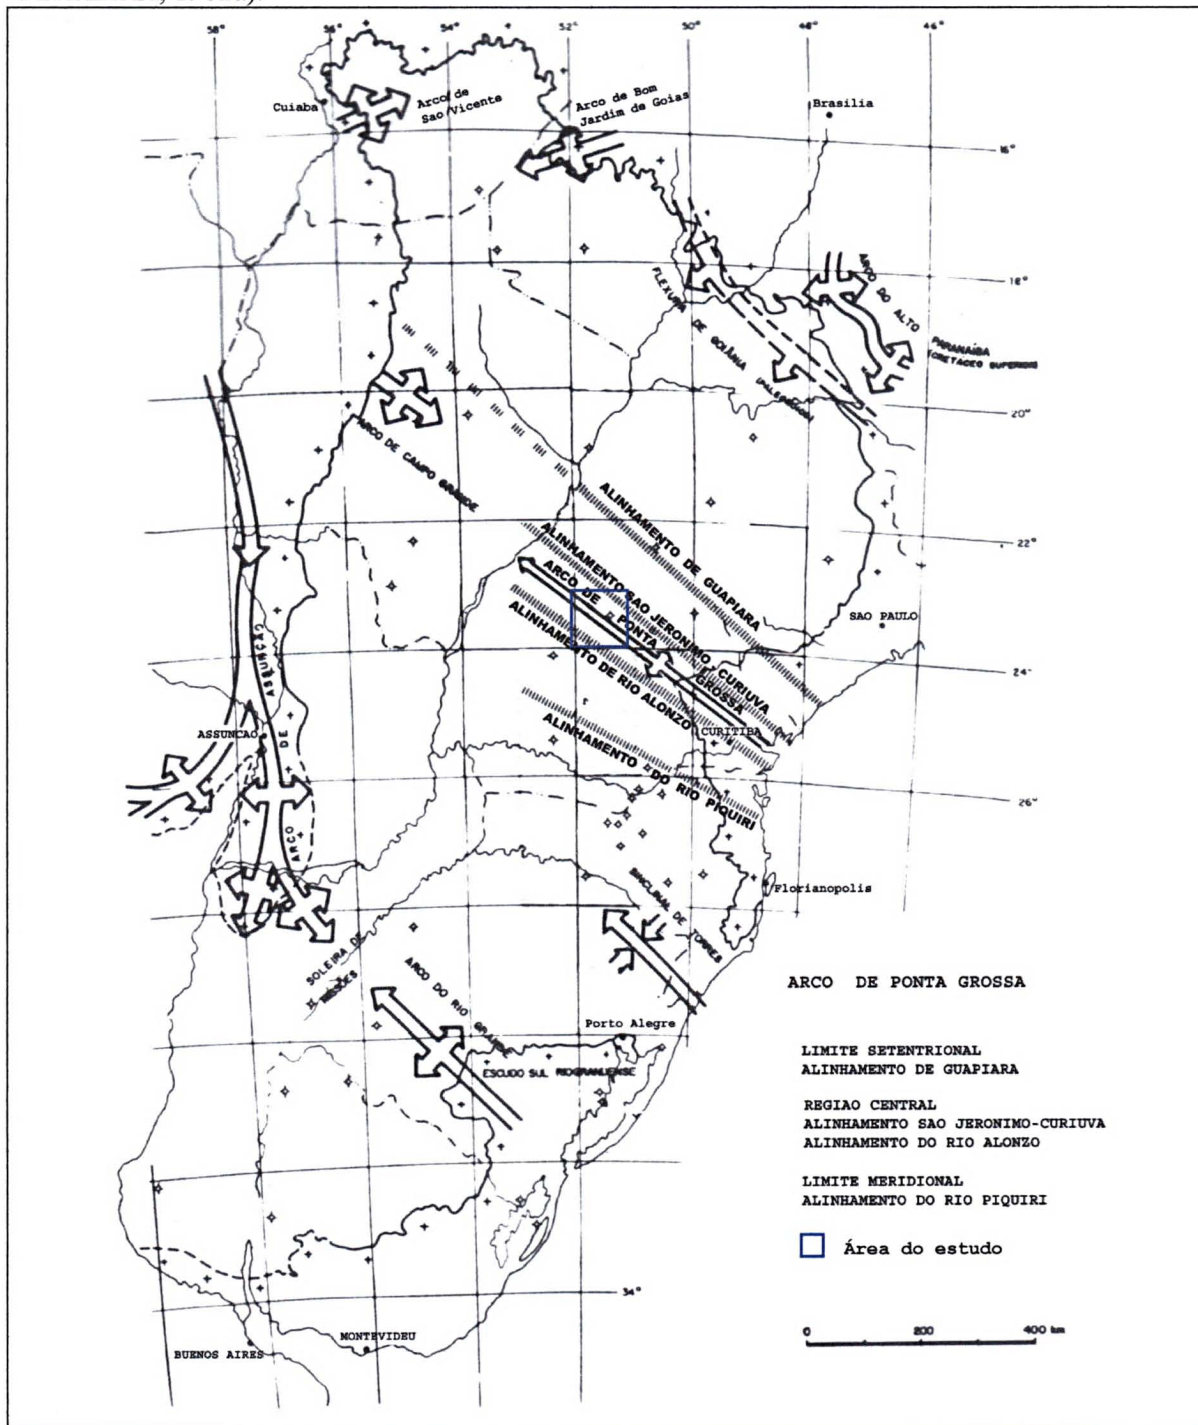 58° 56° 54° 52° 50° 48° 46°
Cuiaba
Arco de
Sao Vicente
Arco de Bom
Jardim de Goias
Brasilia
16°
18°
ARCO DO ALTO
PARANAÍBA
FLEXURA DE GOIÂNIA
20°
ARCO DE CAMPO GRANDE
ALINHAMENTO DE GUAPIARA
22°
ALINHAMENTO SAO JERONIMO - CURIUVA
ARCO DE PONTA GROSSA
SAO PAULO
ALINHAMENTO DE RIO ALONZO
24°
ARCO DE ASSUNÇÃO
ASSUNCAO
CURITIBA
ALINHAMENTO DO RIO PIQUIRI
26°
Florianopolis
SINCLINAL DE TORRES
SOLEIRA DE
MISSÕES
ARCO DO RIO GRANDE
Porto Alegre
ESCUDO SUL RIOGRANDENSE
ARCO DE PONTA GROSSA
LIMITE SETENTRIONAL
ALINHAMENTO DE GUAPIARA
REGIAO CENTRAL
ALINHAMENTO SAO JERONIMO-CURIUVA
ALINHAMENTO DO RIO ALONZO
LIMITE MERIDIONAL
ALINHAMENTO DO RIO PIQUIRI
Área do estudo
34°
0 200 400 km
MONTEVIDEU
BUENOS AIRES